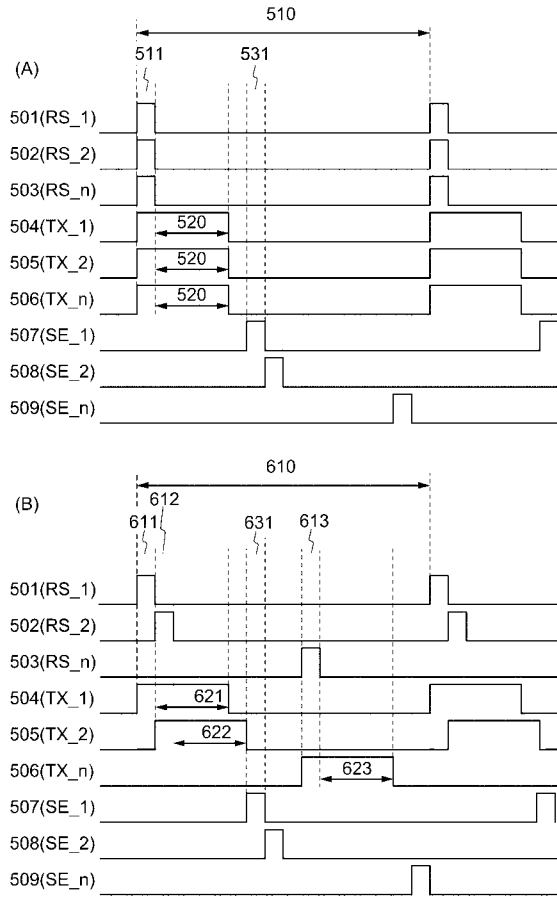 510
(A)
511 531
501(RS_1)
502(RS_2)
503(RS_n)
504(TX_1) 520
505(TX_2) 520
506(TX_n) 520
507(SE_1)
508(SE_2)
509(SE_n)
610
(B)
612
611 631 613
501(RS_1)
502(RS_2)
503(RS_n)
504(TX_1) 621
505(TX_2) 622
506(TX_n) 623
507(SE_1)
508(SE_2)
509(SE_n)